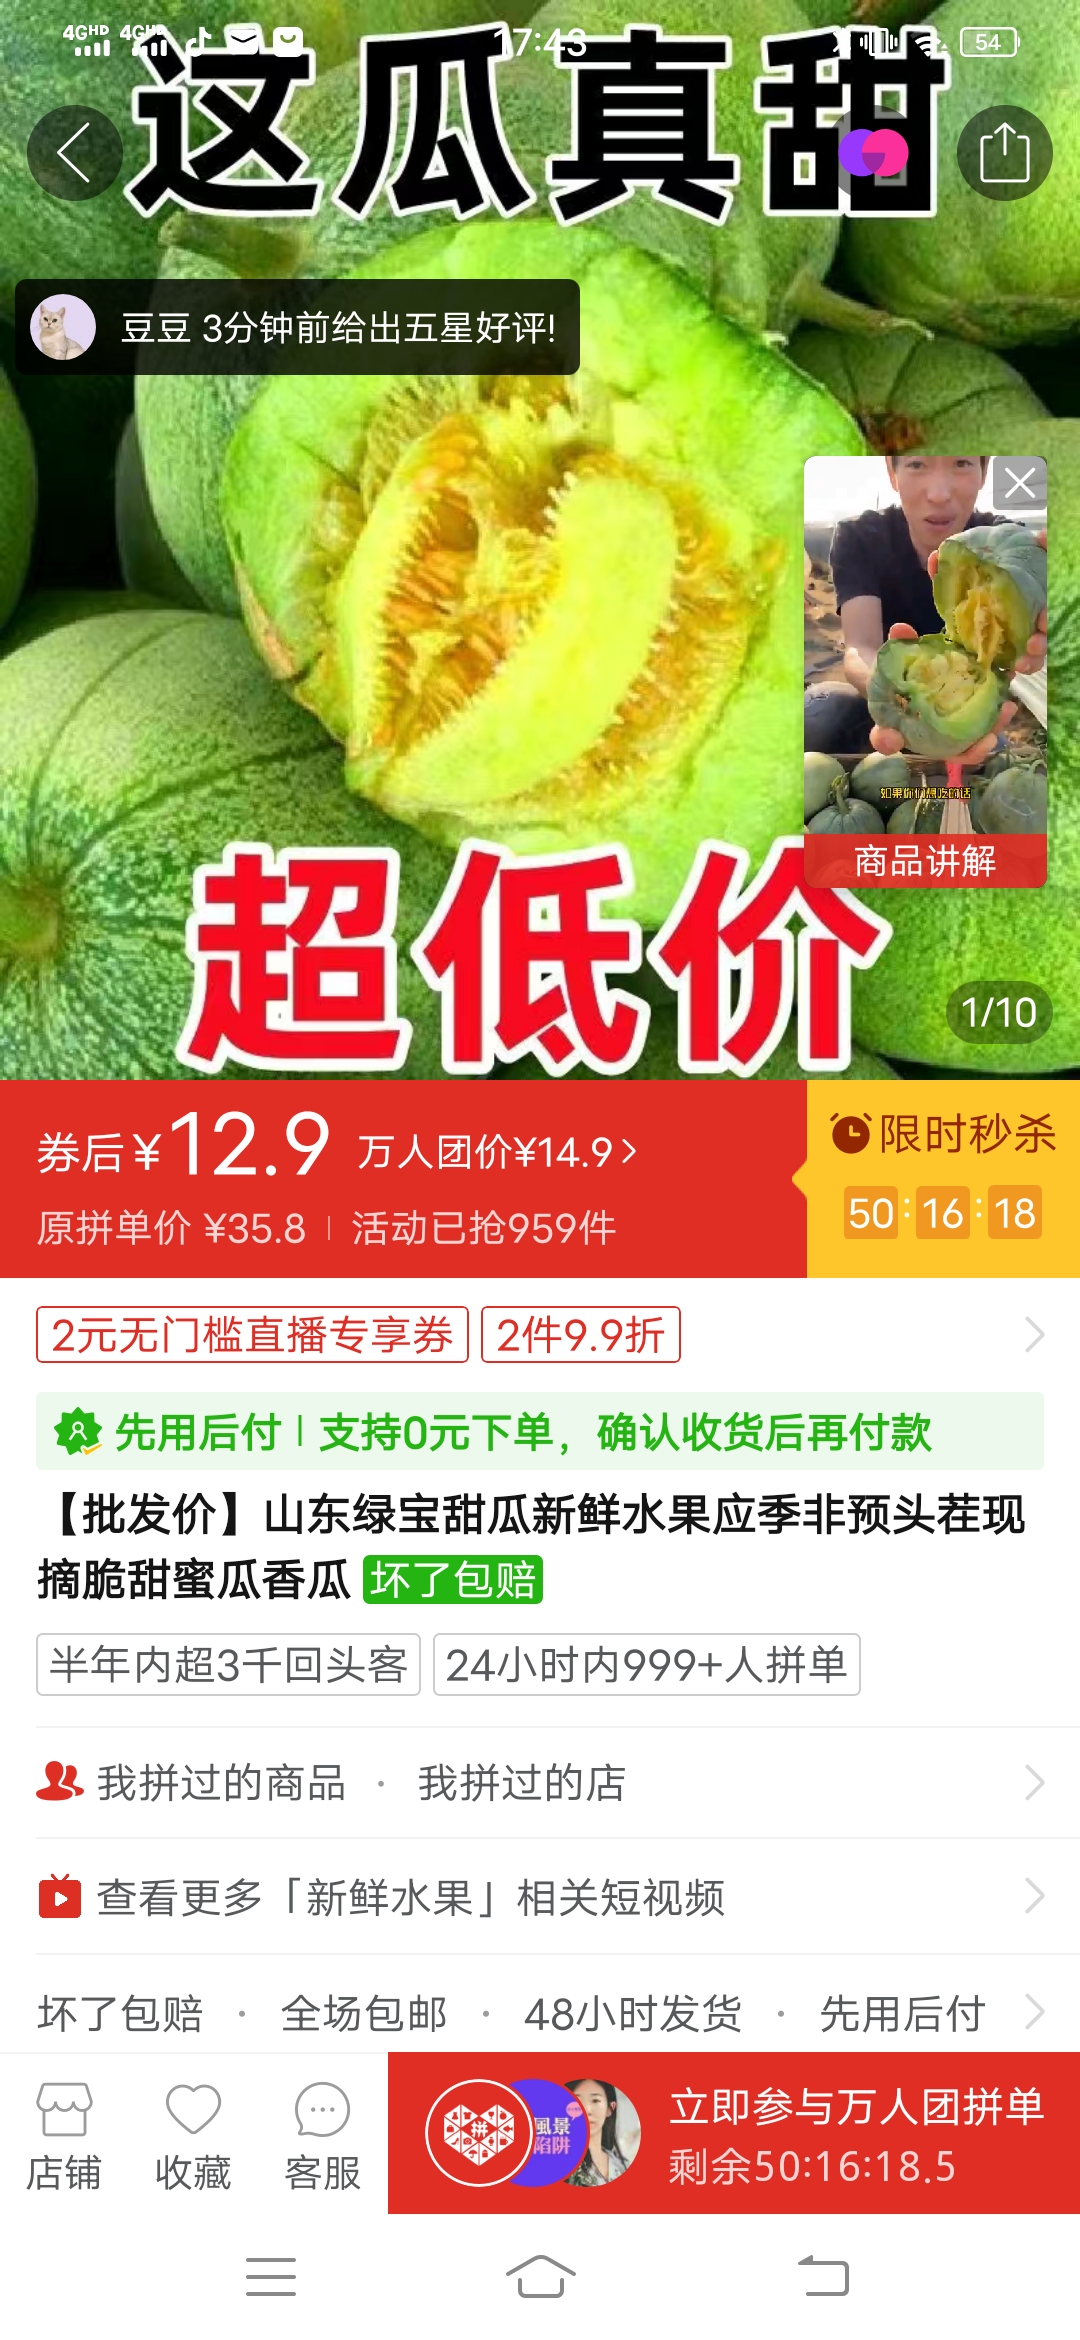 4GHD 4GHD 17:43 54
这瓜真甜
豆豆 3分钟前给出五星好评!
如果你们想吃的话
商品讲解
超低价
1/10
券后¥12.9 万人团价¥14.9
限时秒杀
原拼单价 ¥35.8 | 活动已抢959件
50:16:18
2元无门槛直播专享券 2件9.9折
先用后付 | 支持0元下单，确认收货后再付款
【批发价】山东绿宝甜瓜新鲜水果应季非预头茬现
摘脆甜蜜瓜香瓜 坏了包赔
半年内超3千回头客 24小时内999+人拼单
我拼过的商品 · 我拼过的店
查看更多「新鲜水果」相关短视频
坏了包赔 · 全场包邮 · 48小时发货 · 先用后付
拼
風景
陷阱
立即参与万人团拼单
剩余50:16:18.5
店铺 收藏 客服